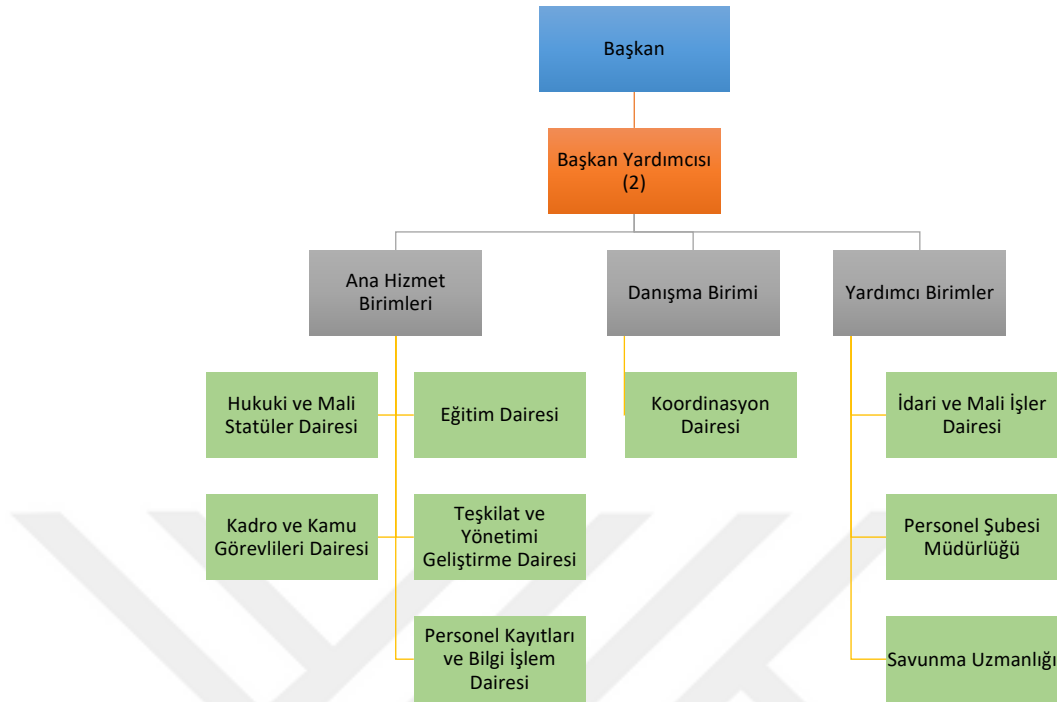 Başkan
Başkan Yardımcısı
(2)
Ana Hizmet
Birimleri
Danışma Birimi
Yardımcı Birimler
Hukuki ve Mali
Statüler Dairesi
Eğitim Dairesi
Koordinasyon
Dairesi
İdari ve Mali İşler
Dairesi
Kadro ve Kamu
Görevlileri Dairesi
Teşkilat ve
Yönetimi
Geliştirme Dairesi
Personel Şubesi
Müdürlüğü
Personel Kayıtları
ve Bilgi İşlem
Dairesi
Savunma Uzmanlığı